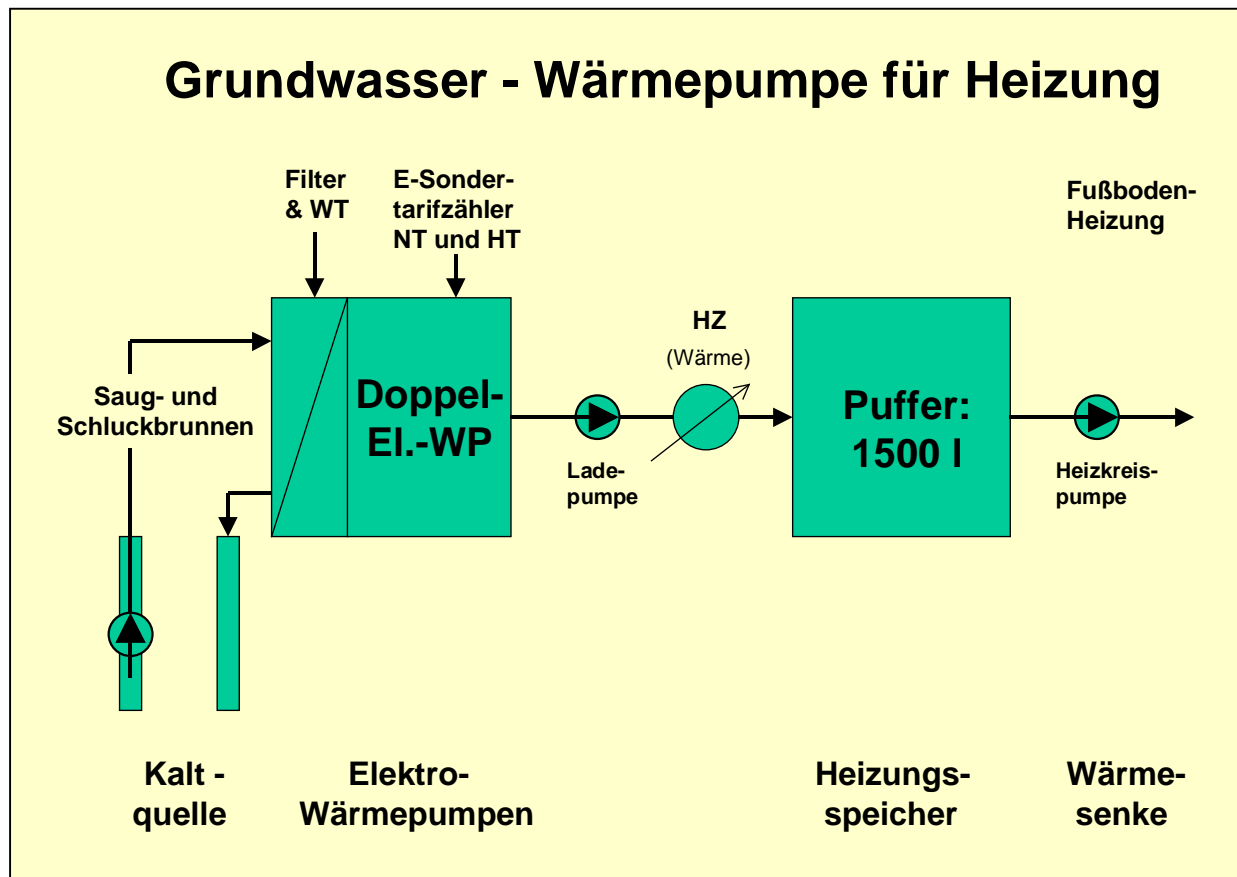 Grundwasser - Wärmepumpe für Heizung
Filter
& WT
E-Sonder-
tarifzähler
NT und HT
Fußboden-
Heizung
HZ
(Wärme)
Saug- und
Schluckbrunnen
Doppel-
El.-WP
Puffer:
1500 l
Lade-
pumpe
Heizkreis-
pumpe
Kalt -
quelle
Elektro-
Wärmepumpen
Heizungs-
speicher
Wärme-
senke